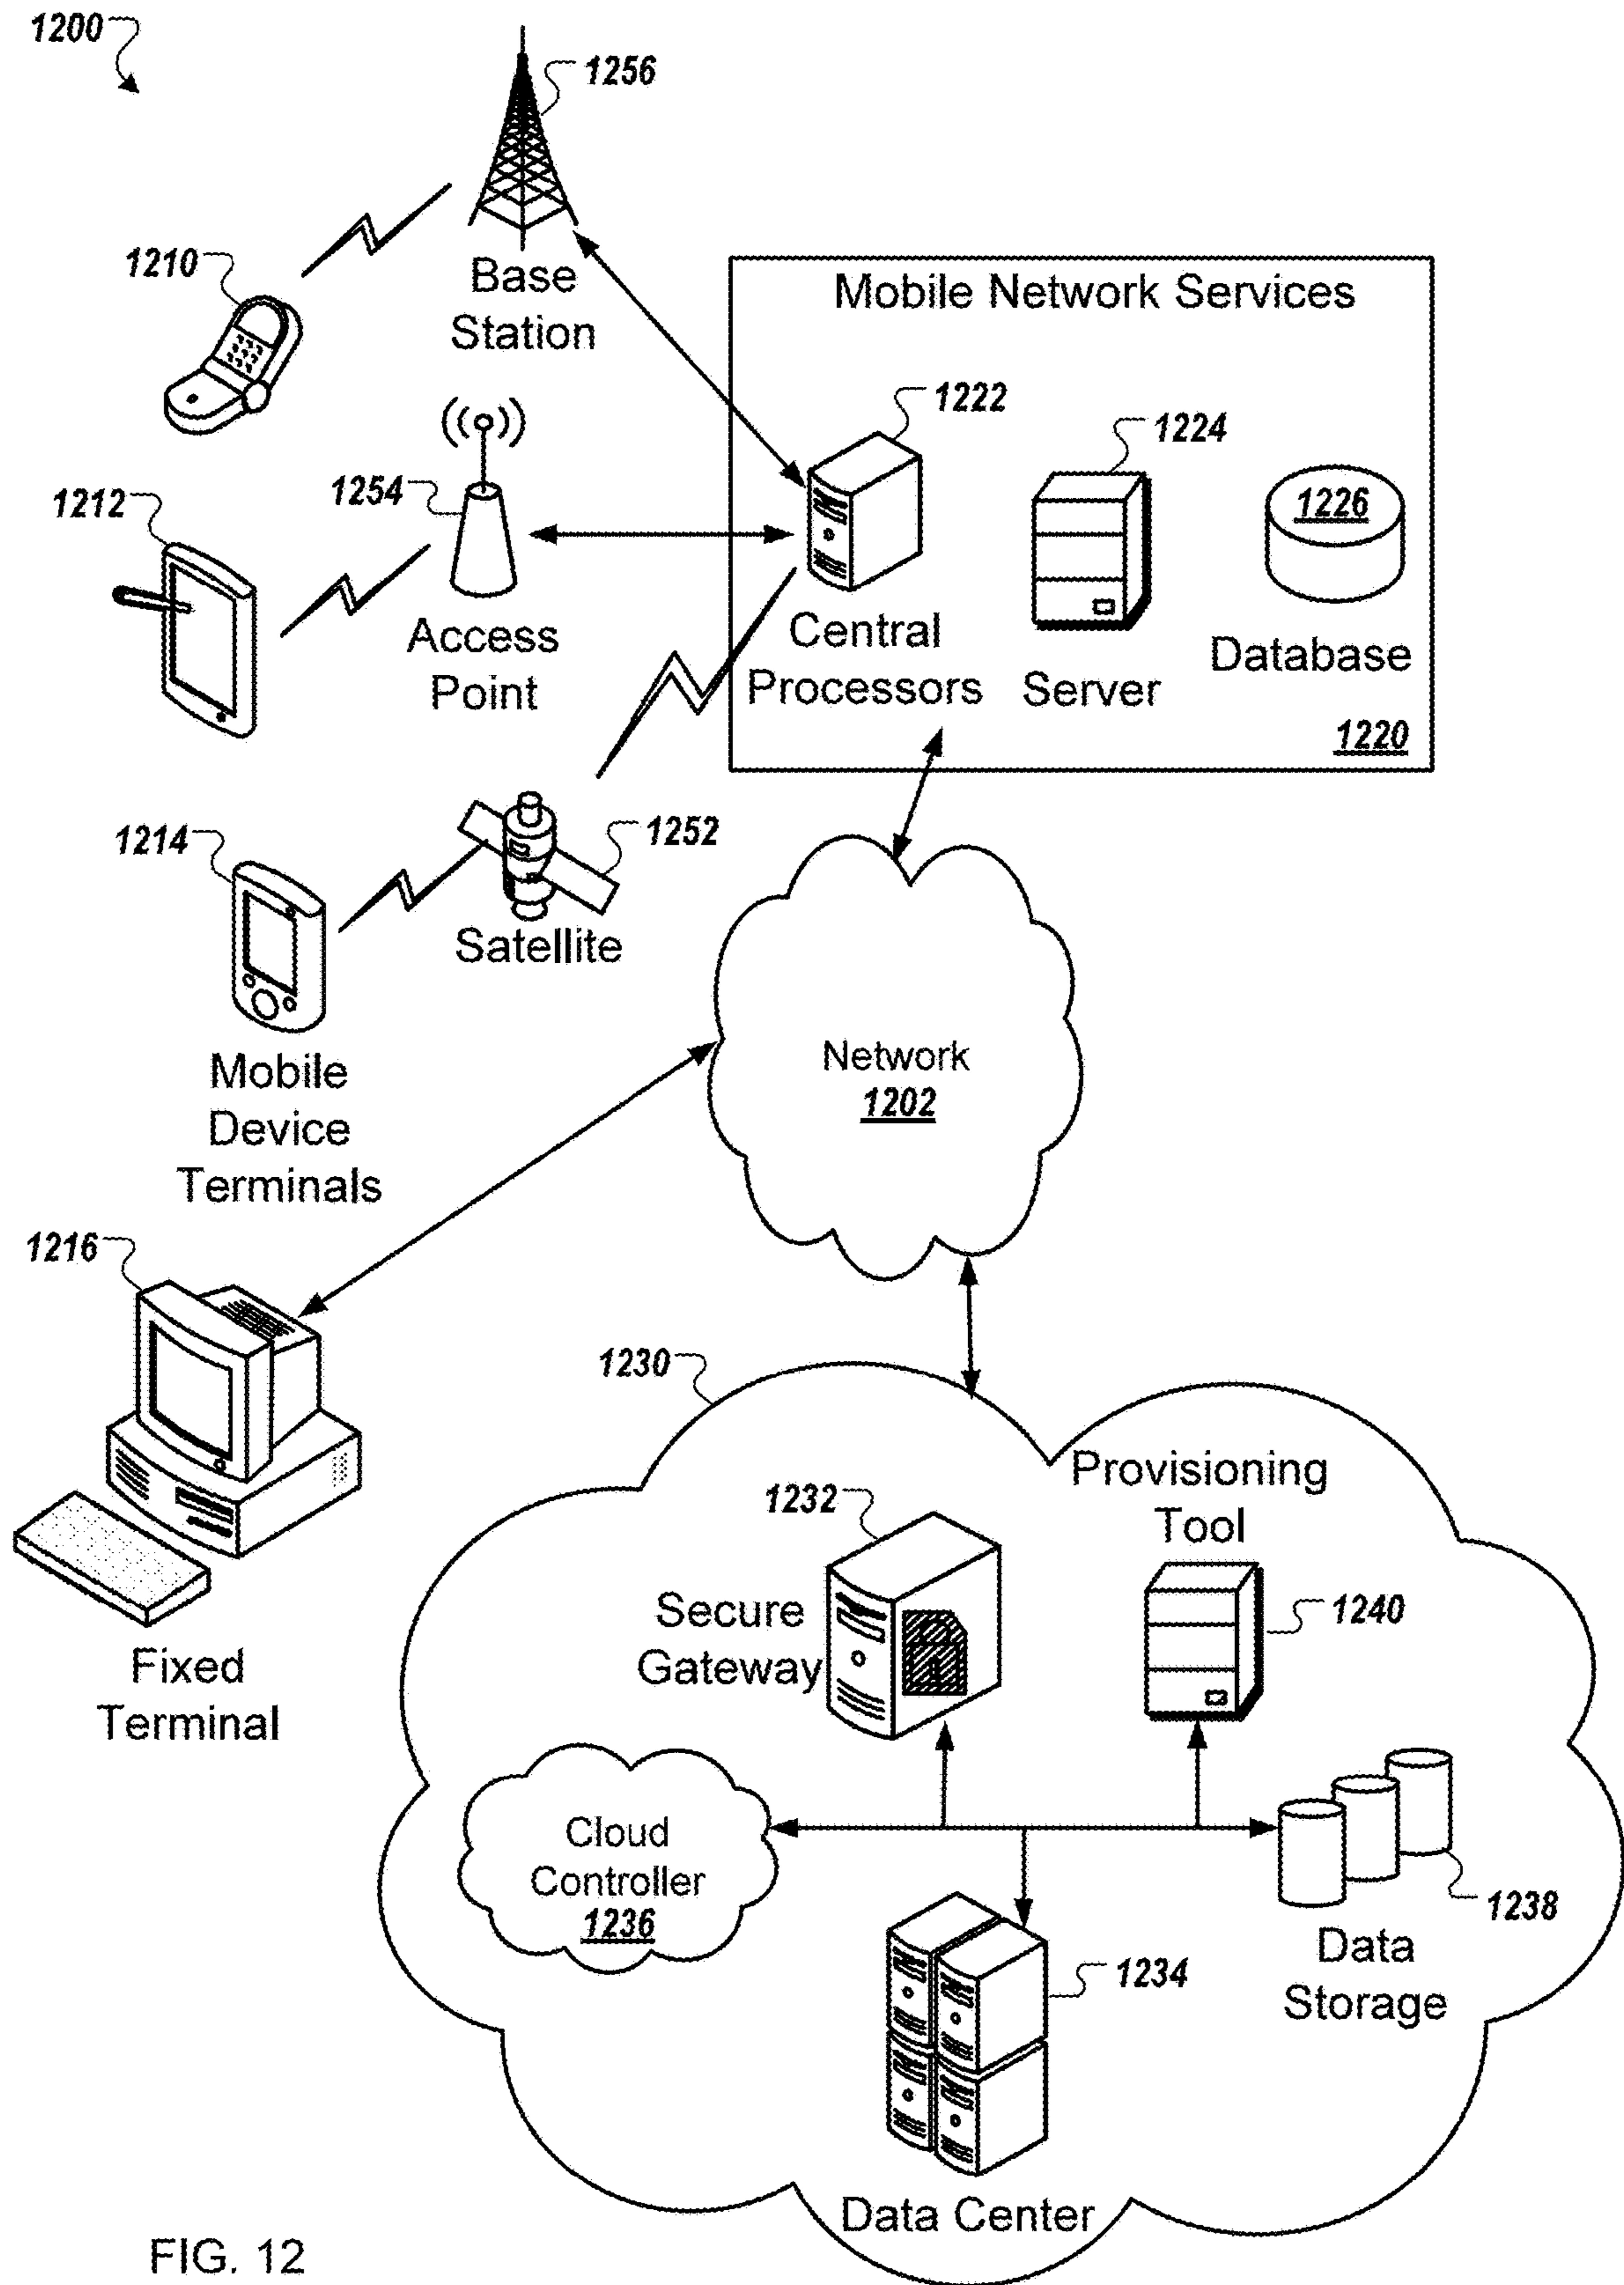 1200
1256
Base
Station
1210
Mobile Network Services
1222
1224
1226
Central
Processors
Server
Database
1220
1254
Access
Point
1212
1252
Satellite
1214
Mobile
Device
Terminals
Network
1202
1216
Fixed
Terminal
1230
Provisioning
Tool
1232
Secure
Gateway
1240
Cloud
Controller
1236
1238
Data
Storage
1234
Data Center
FIG. 12